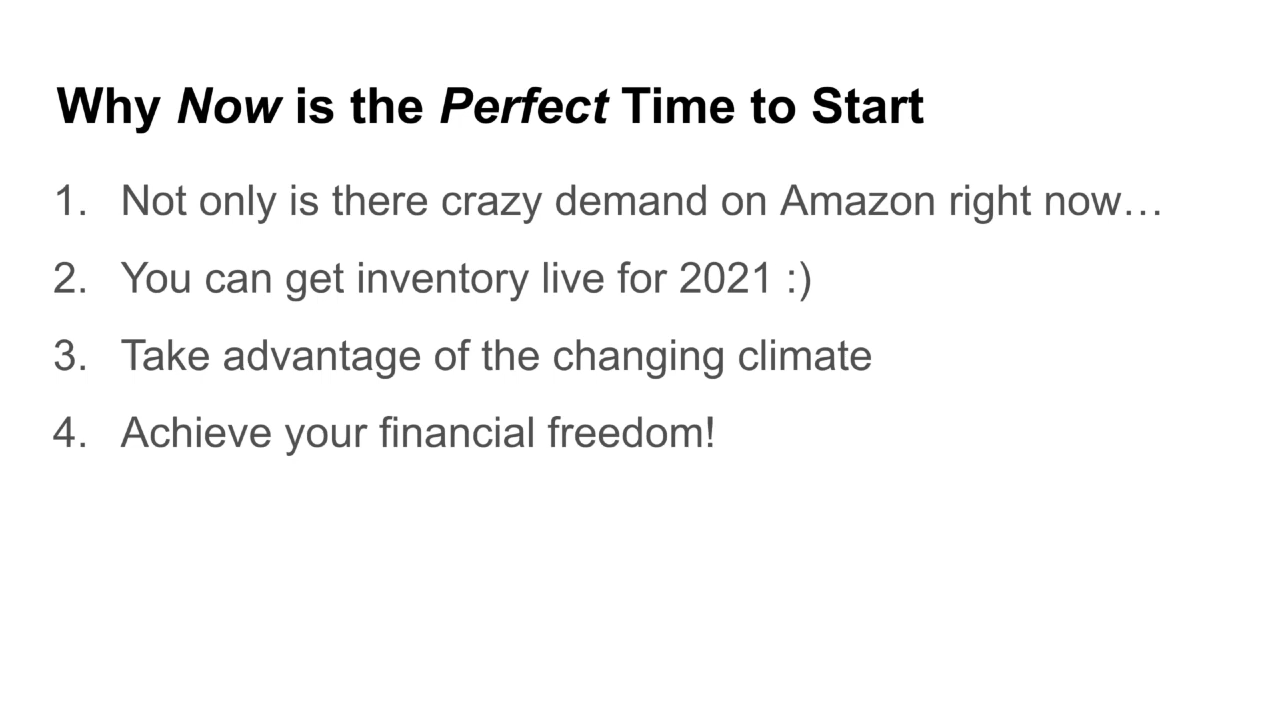 Why Now is the Perfect Time to Start
1. Not only is there crazy demand on Amazon right now…
2. You can get inventory live for 2021 :)
3. Take advantage of the changing climate
4. Achieve your financial freedom!